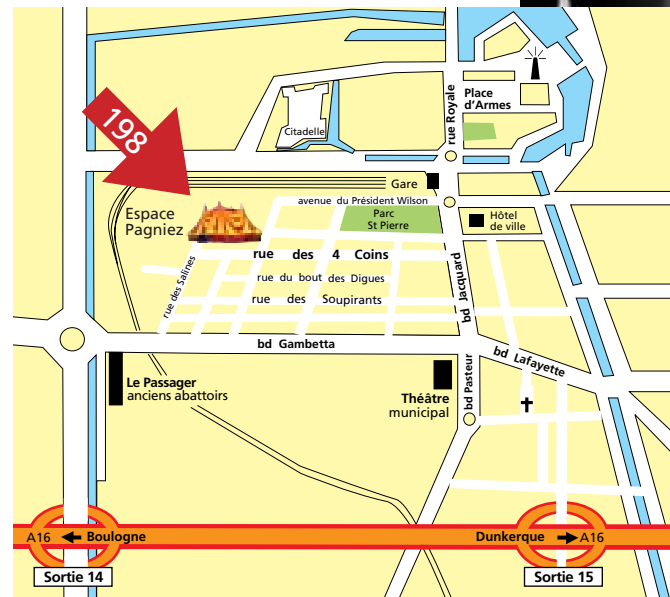 198
Citadelle
rue Royale
Place
d'Armes
Gare
avenue du Président Wilson
Espace
Pagniez
Parc
St Pierre
Hôtel
de ville
rue des 4 Coins
rue des Salines
rue du bout des Digues
rue des Soupirants
bd Jacquard
bd Gambetta
bd Lafayette
Le Passager
anciens abattoirs
Théâtre
municipal
bd Pasteur
A16
Boulogne
Dunkerque
A16
Sortie 14
Sortie 15